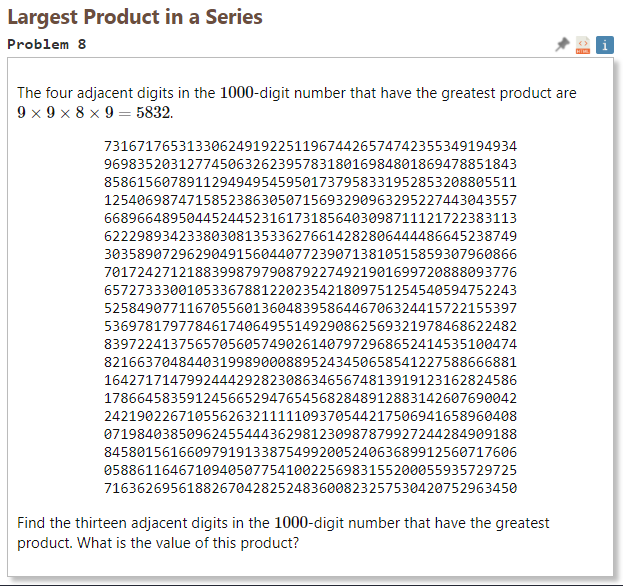 Largest Product in a Series
Problem 8
HTML
i
The four adjacent digits in the 1000-digit number that have the greatest product are
9 × 9 × 8 × 9 = 5832.
73167176531330624919225119674426574742355349194934
96983520312774506326239578318016984801869478851843
85861560789112949495459501737958331952853208805511
12540698747158523863050715693290963295227443043557
66896648950445244523161731856403098711121722383113
62229893423380308135336276614282806444486645238749
30358907296290491560440772390713810515859307960866
70172427121883998797908792274921901699720888093776
65727333001053367881220235421809751254540594752243
52584907711670556013604839586446706324415722155397
53697817977846174064955149290862569321978468622482
83972241375657056057490261407972968652414535100474
82166370484403199890008895243450658541227588666881
16427171479924442928230863465674813919123162824586
17866458359124566529476545682848912883142607690042
24219022671055626321111109370544217506941658960408
07198403850962455444362981230987879927244284909188
84580156166097919133875499200524063689912560717606
05886116467109405077541002256983155200055935729725
71636269561882670428252483600823257530420752963450
Find the thirteen adjacent digits in the 1000-digit number that have the greatest
product. What is the value of this product?